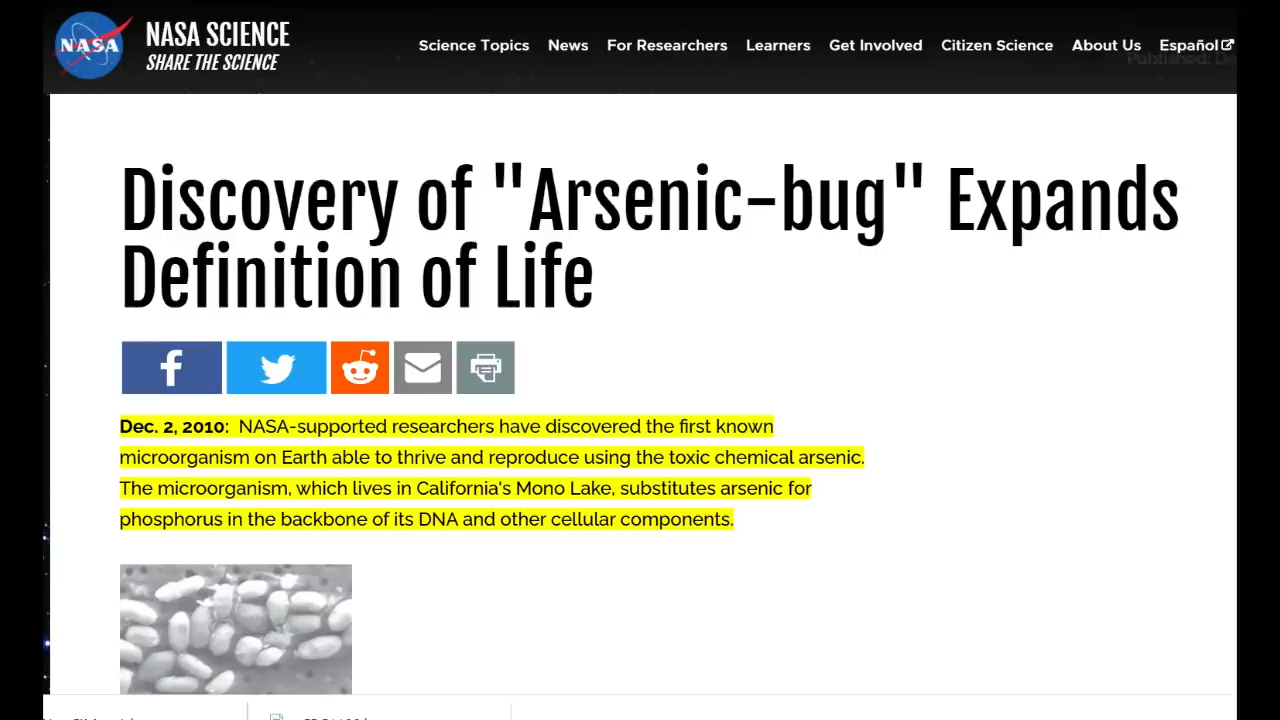 NASA
NASA SCIENCE
SHARE THE SCIENCE
Science Topics News For Researchers Learners Get Involved Citizen Science About Us Español
Published:
Discovery of "Arsenic-bug" Expands
Definition of Life
Dec. 2, 2010: NASA-supported researchers have discovered the first known
microorganism on Earth able to thrive and reproduce using the toxic chemical arsenic.
The microorganism, which lives in California's Mono Lake, substitutes arsenic for
phosphorus in the backbone of its DNA and other cellular components.